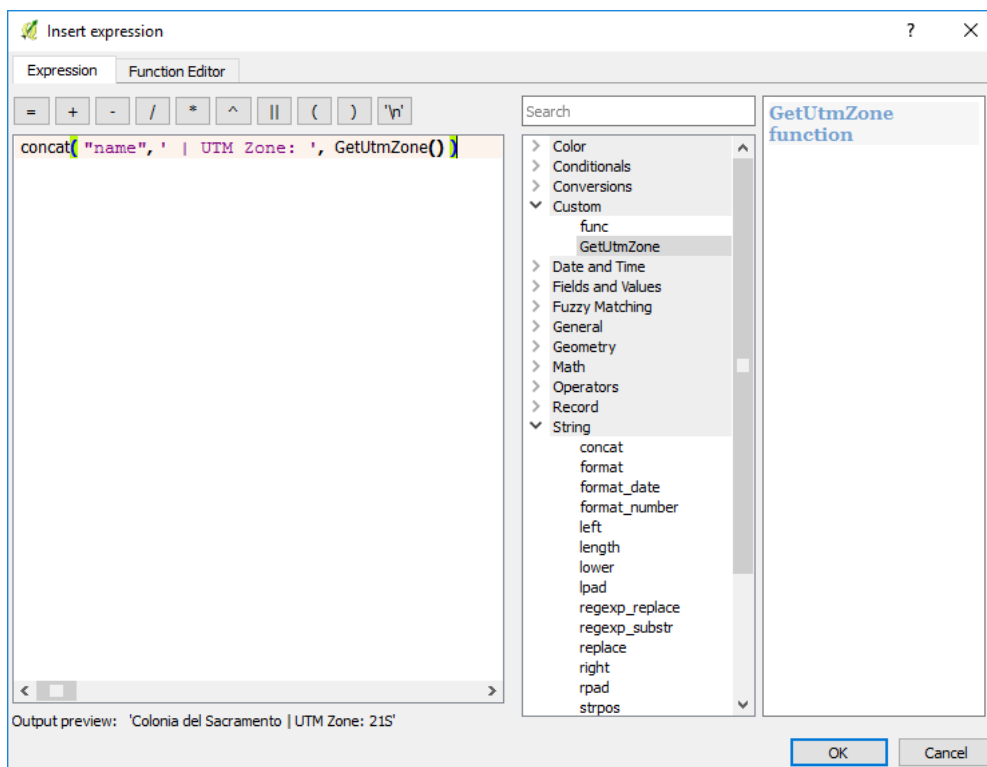 Insert expression
?
Expression
Function Editor
= + - / * ^ || ( ) '\n'
concat( "name",' | UTM Zone: ', GetUtmZone() )
Output preview: 'Colonia del Sacramento | UTM Zone: 21S'
Search
Color
Conditionals
Conversions
Custom
func
GetUtmZone
Date and Time
Fields and Values
Fuzzy Matching
General
Geometry
Math
Operators
Record
String
concat
format
format_date
format_number
left
length
lower
lpad
regexp_replace
regexp_substr
replace
right
rpad
strpos
GetUtmZone
function
OK
Cancel